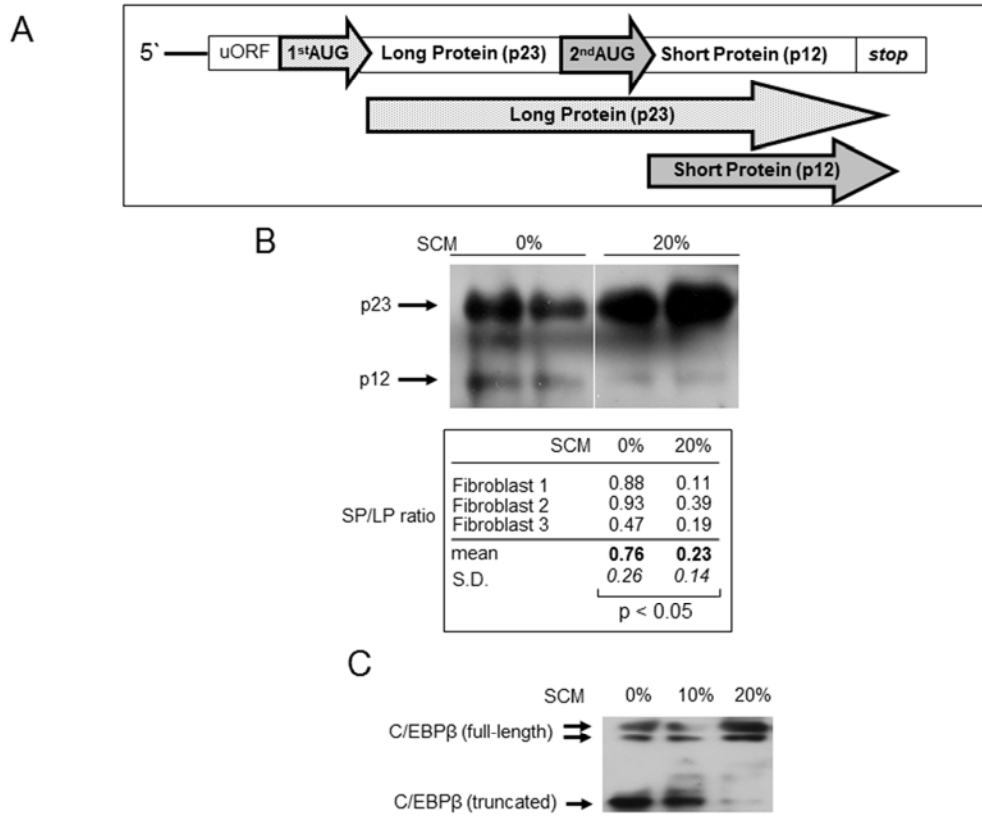 A
5` uORF 1stAUG Long Protein (p23) 2ndAUG Short Protein (p12) stop
Long Protein (p23)
Short Protein (p12)
B
SCM 0% 20%
p23
p12
SCM 0% 20%
SP/LP ratio
Fibroblast 1 0.88 0.11
Fibroblast 2 0.93 0.39
Fibroblast 3 0.47 0.19
mean 0.76 0.23
S.D. 0.26 0.14
p < 0.05
C
SCM 0% 10% 20%
C/EBPβ (full-length)
C/EBPβ (truncated)